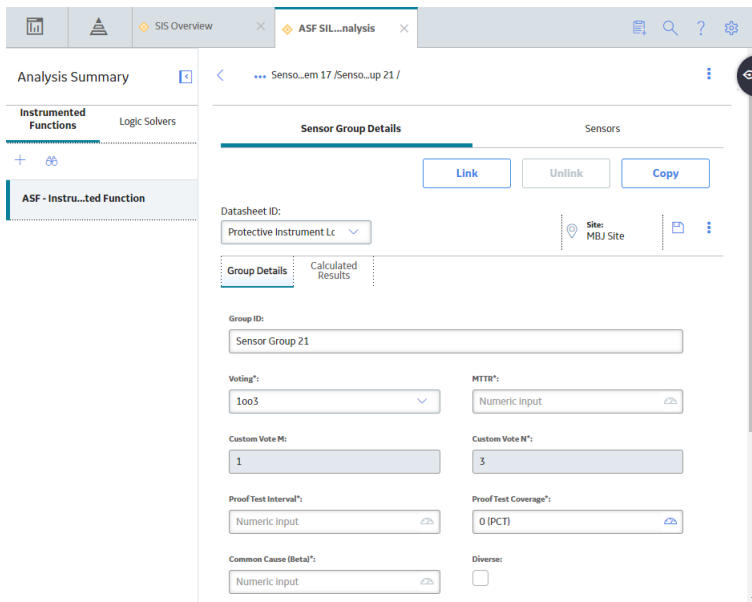 SIS Overview
ASF SIL...nalysis
Analysis Summary
... Senso...em 17 /Senso...up 21 /
Instrumented
Functions
Logic Solvers
Sensor Group Details
Sensors
Link
Unlink
Copy
ASF - Instru...ted Function
Datasheet ID:
Protective Instrument Lc
Site:
MBJ Site
Group Details
Calculated
Results
Group ID:
Sensor Group 21
Voting*:
MTTR*:
1oo3
Numeric input
Custom Vote M:
Custom Vote N*:
1
3
Proof Test Interval*:
Proof Test Coverage*:
Numeric input
0 (PCT)
Common Cause (Beta)*:
Diverse:
Numeric input